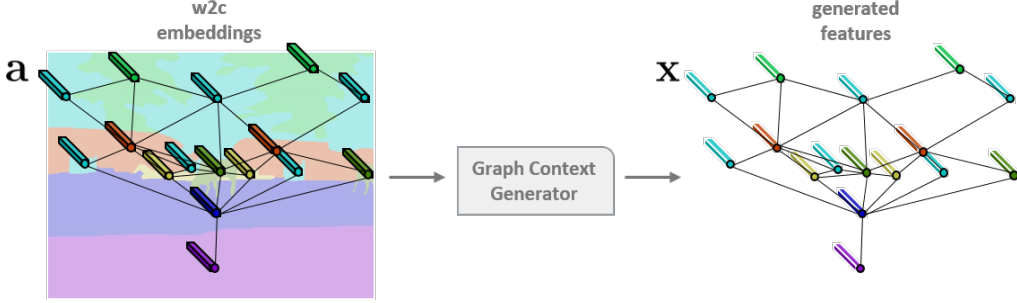 w2c
embeddings
generated
features
a
x
Graph Context
Generator